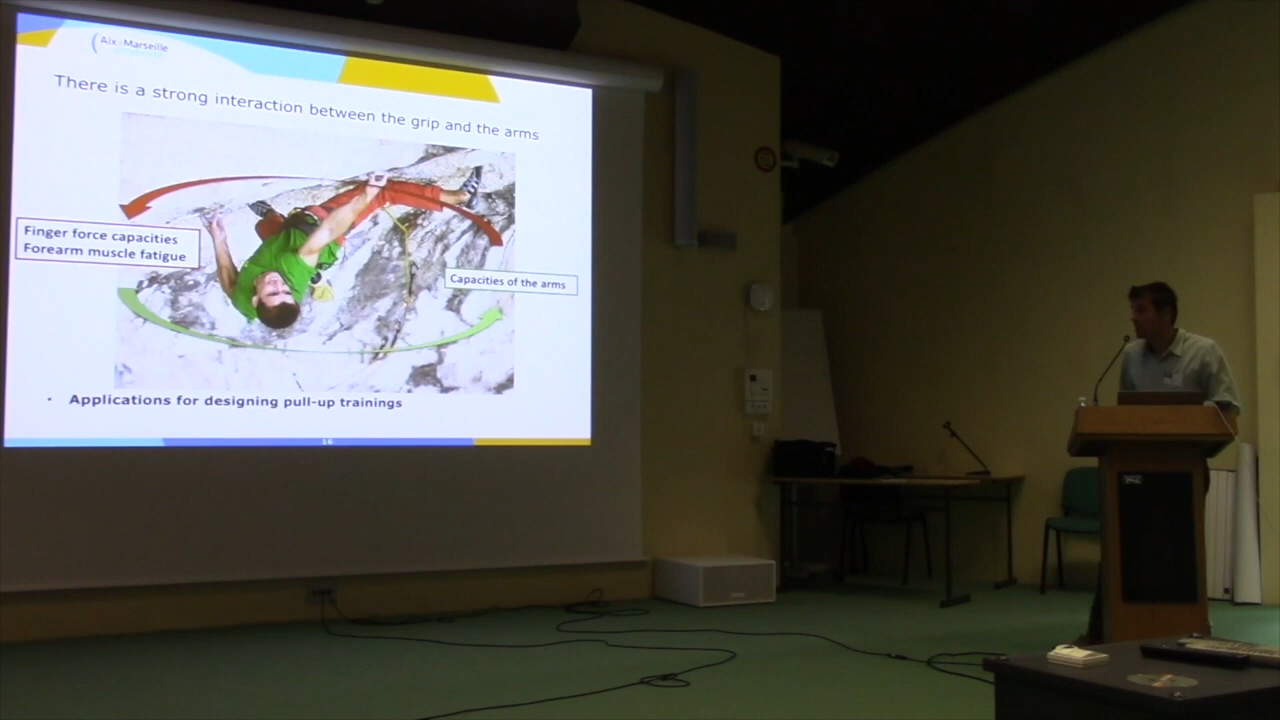 (Aix Marseille
There is a strong interaction between the grip and the arms
Finger force capacities
Forearm muscle fatigue
Capacities of the arms
• Applications for designing pull-up trainings
16